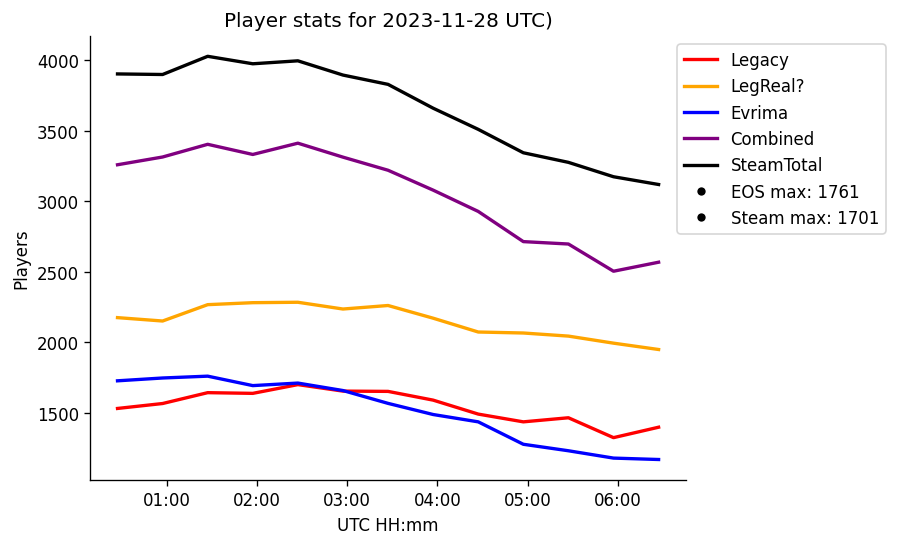 Player stats for 2023-11-28 UTC)
Legacy
LegReal?
Evrima
Combined
SteamTotal
EOS max: 1761
Steam max: 1701
Players
4000
3500
3000
2500
2000
1500
01:00 02:00 03:00 04:00 05:00 06:00
UTC HH:mm